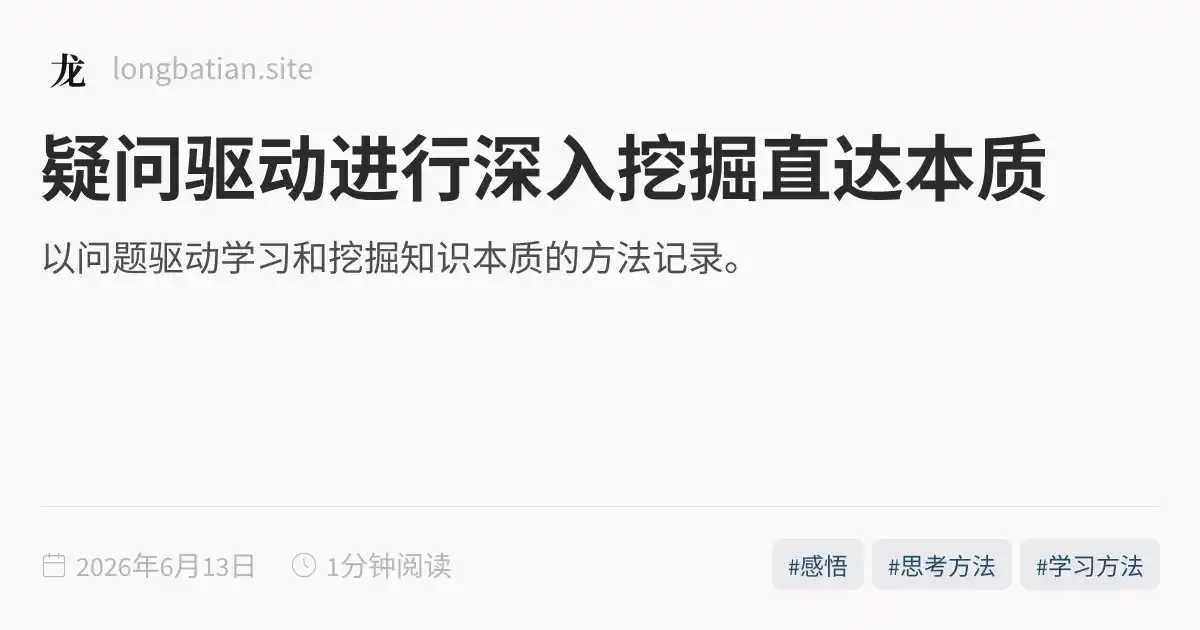 龙 longbatian.site
疑问驱动进行深入挖掘直达本质
以问题驱动学习和挖掘知识本质的方法记录。
2026年6月13日 1分钟阅读 #感悟 #思考方法 #学习方法